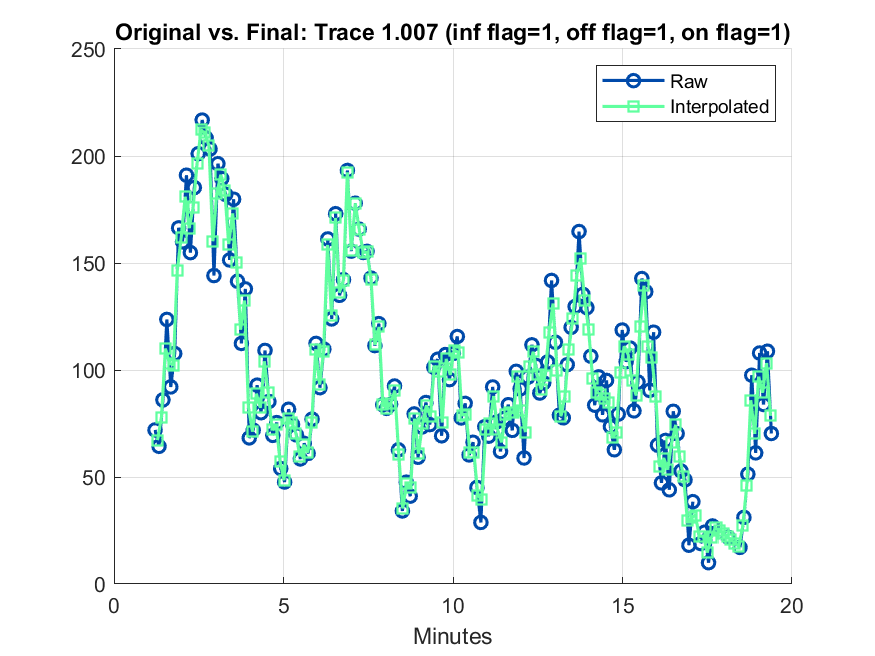 Original vs. Final: Trace 1.007 (inf flag=1, off flag=1, on flag=1)
250
200
150
100
50
0
0 5 10 15 20
Minutes
Raw
Interpolated